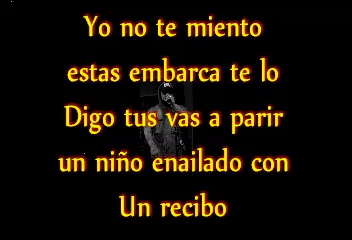 Yo no te miento
estas embarca te lo
Digo tus vas a parir
un niño enailado con
Un recibo